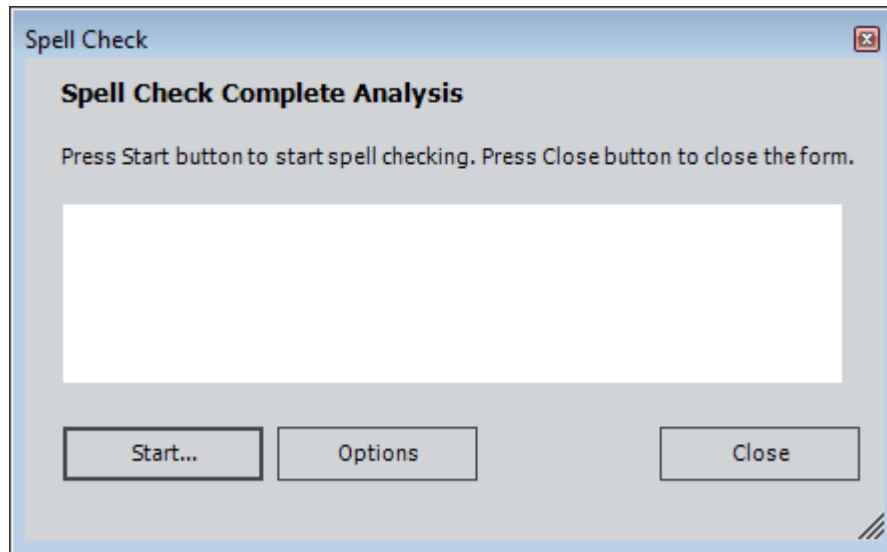 Spell Check
Spell Check Complete Analysis
Press Start button to start spell checking. Press Close button to close the form.
Start...
Options
Close